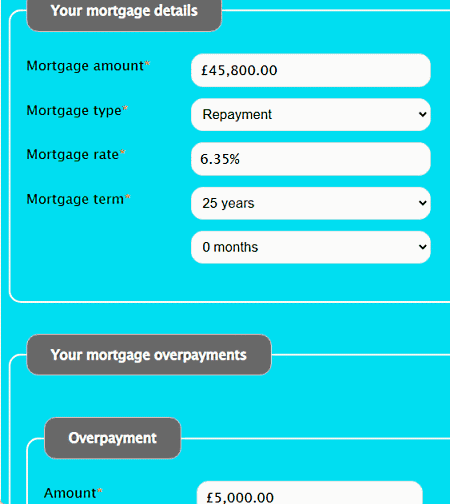 Your mortgage details
Mortgage amount* £45,800.00
Mortgage type* Repayment
Mortgage rate* 6.35%
Mortgage term* 25 years
0 months
Your mortgage overpayments
Overpayment
Amount* £5,000.00